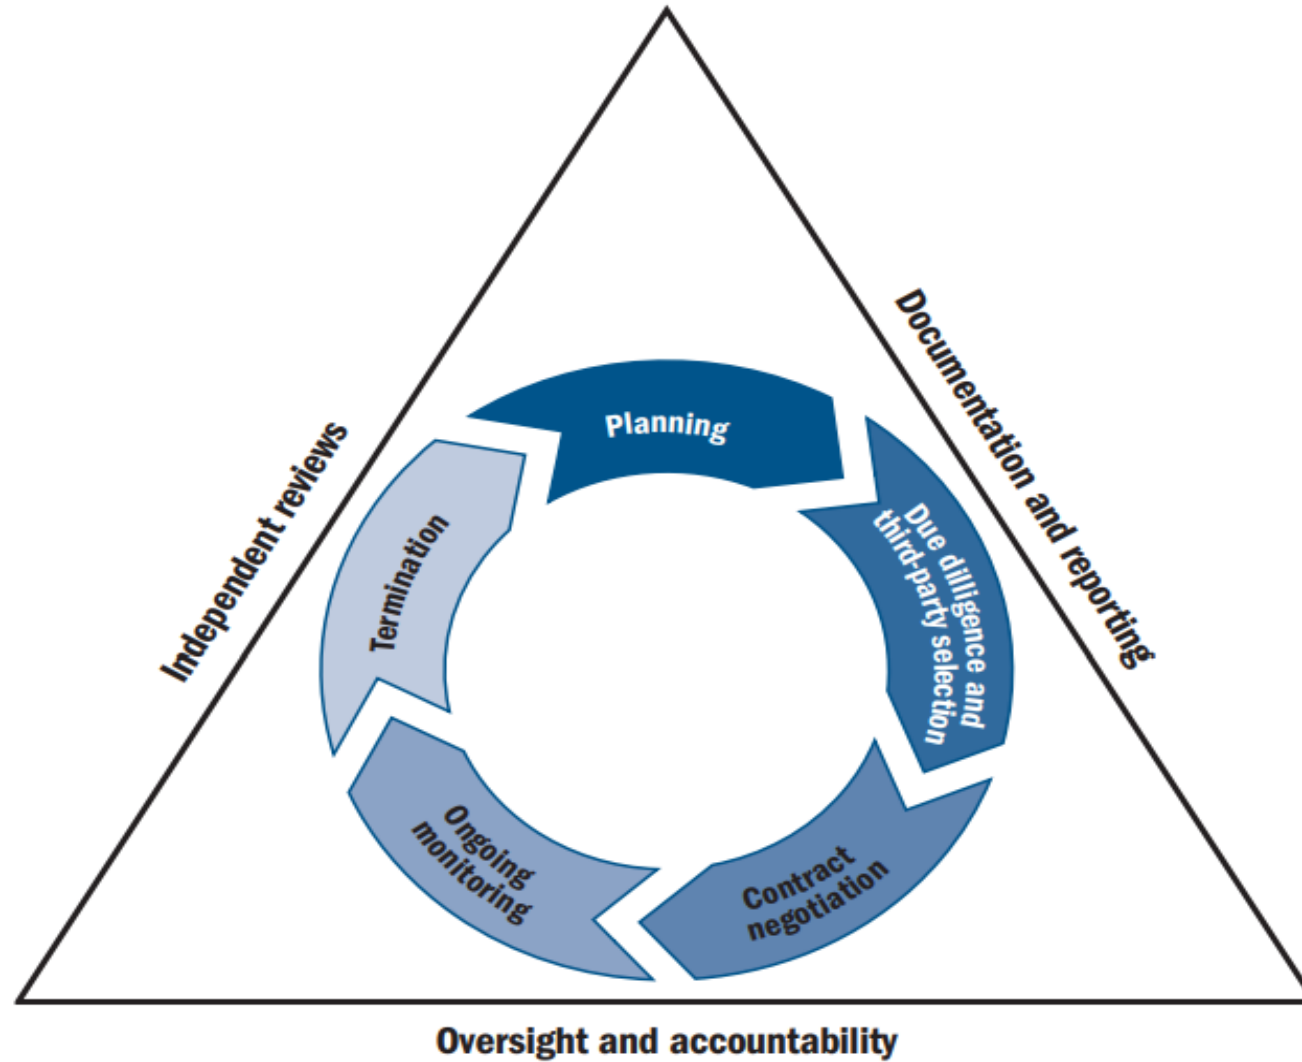 Planning
Due dilligence and
third-party selection
Contract
negotiation
Ongoing
monitoring
Termination
Independent reviews
Documentation and reporting
Oversight and accountability